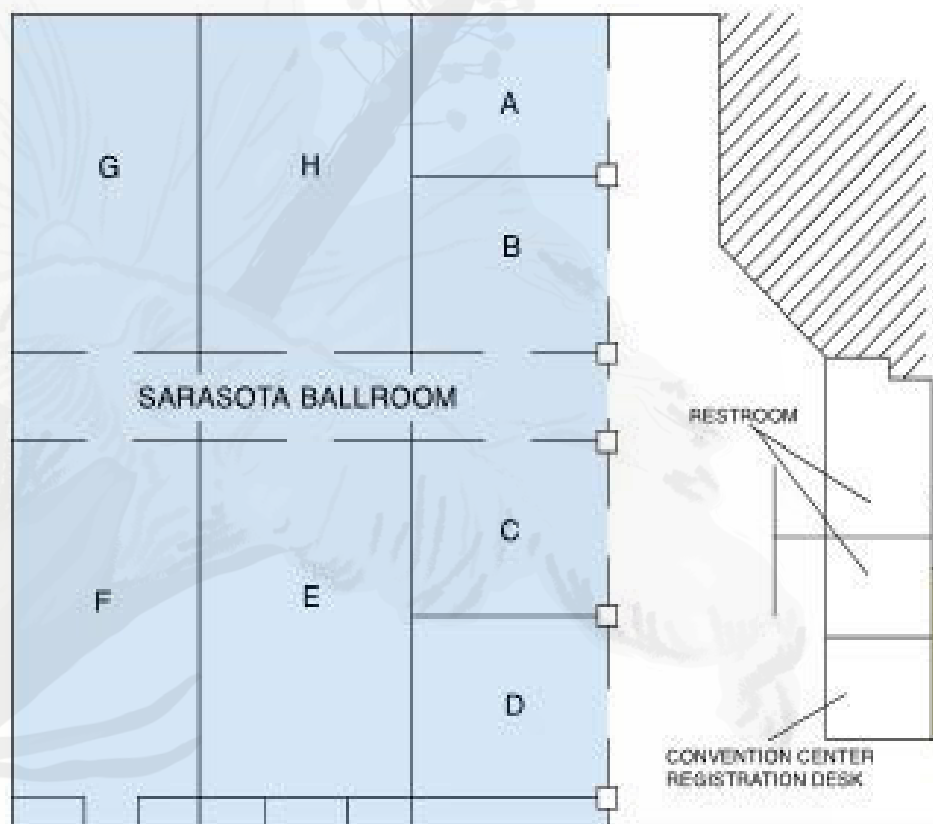 A
G
H
B
SARASOTA BALLROOM
RESTROOM
C
F
E
D
CONVENTION CENTER
REGISTRATION DESK